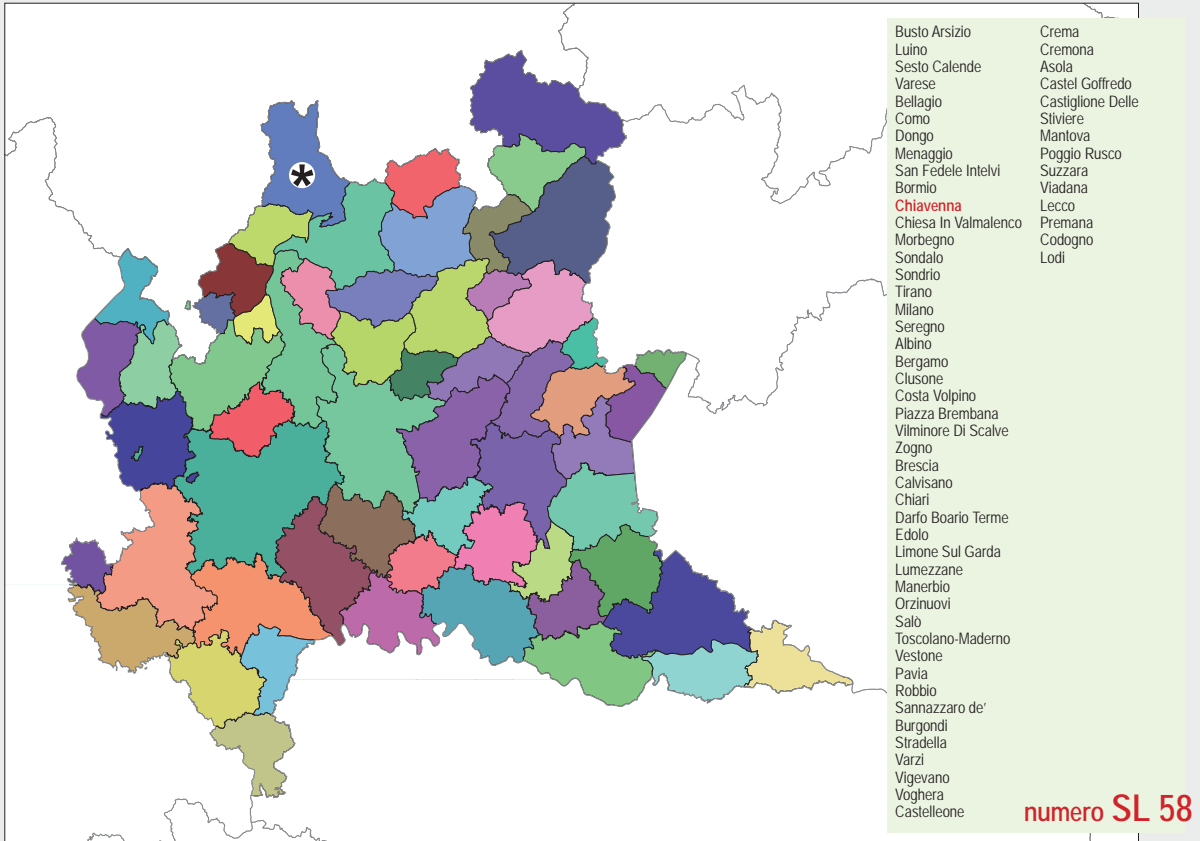 Busto Arsizio
Luino
Sesto Calende
Varese
Bellagio
Como
Dongo
Menaggio
San Fedele Intelvi
Bormio
Chiavenna
Chiesa In Valmalenco
Morbegno
Sondalo
Sondrio
Tirano
Milano
Seregno
Albino
Bergamo
Clusone
Costa Volpino
Piazza Brembana
Vilminore Di Scalve
Zogno
Brescia
Calvisano
Chiari
Darfo Boario Terme
Edolo
Limone Sul Garda
Lumezzane
Manerbio
Orzinuovi
Salò
Toscolano-Maderno
Vestone
Pavia
Robbio
Sannazzaro de'
Burgondi
Stradella
Varzi
Vigevano
Voghera
Castelleone
Crema
Cremona
Asola
Castel Goffredo
Castiglione Delle
Stiviere
Mantova
Poggio Rusco
Suzzara
Viadana
Lecco
Premana
Codogno
Lodi
numero SL 58